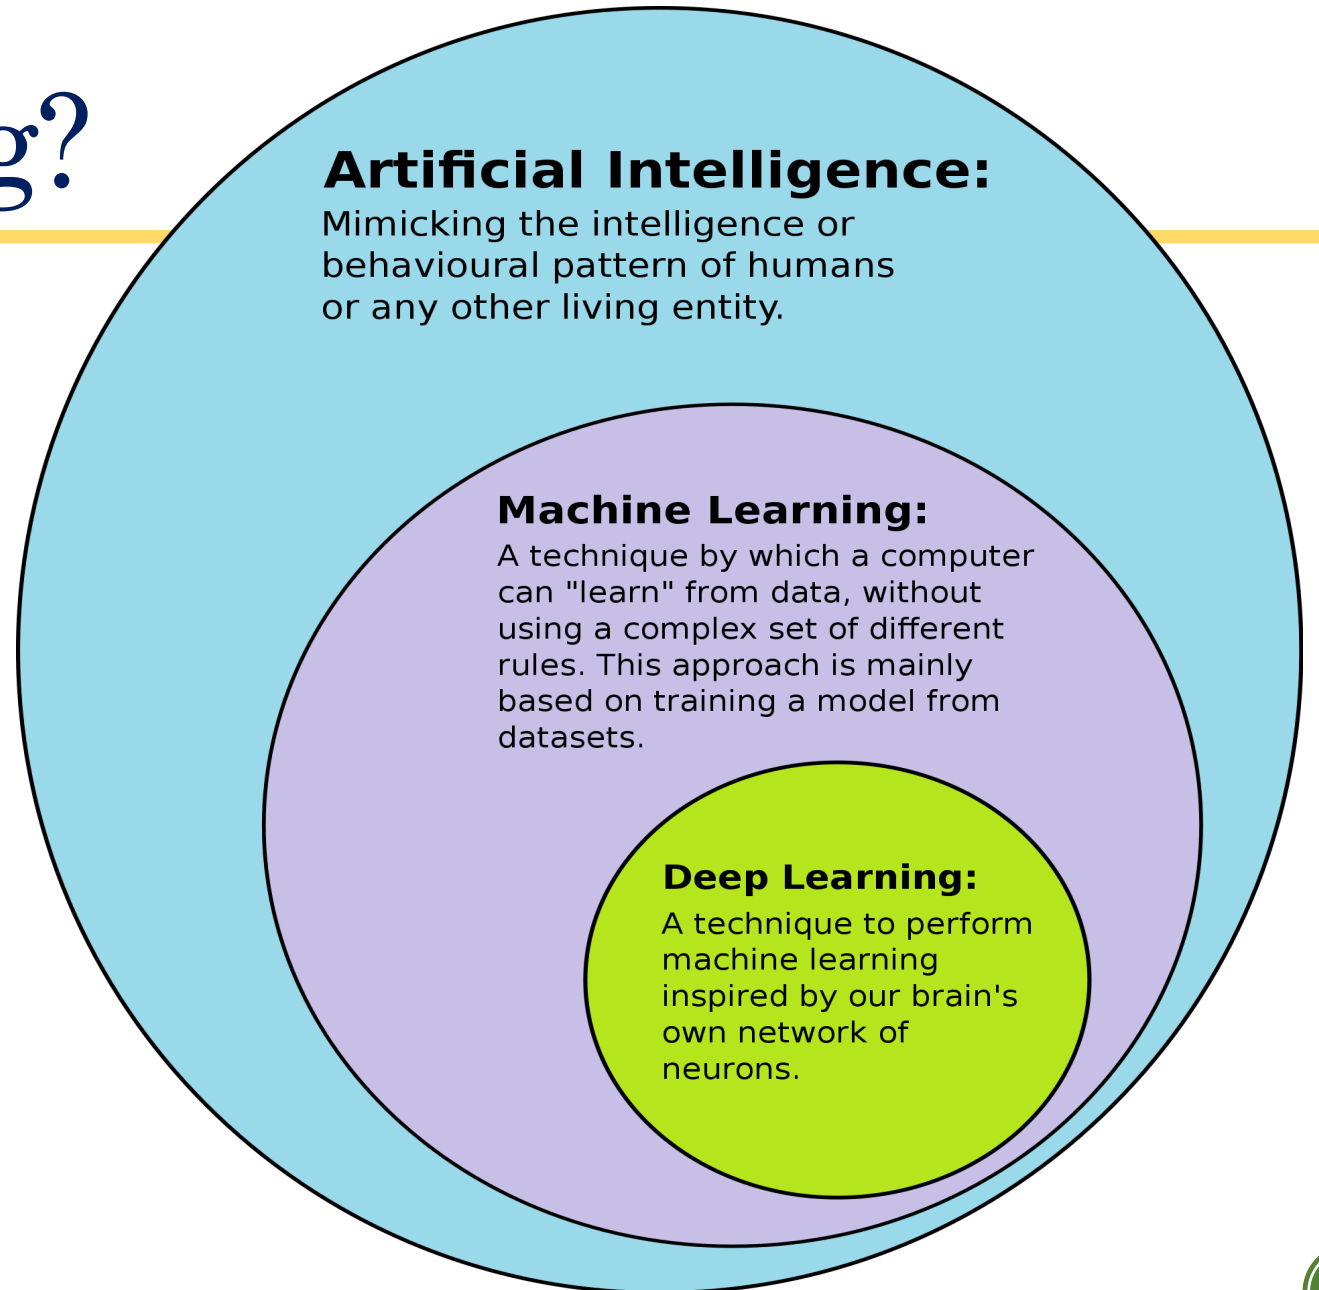 g?
Artificial Intelligence:
Mimicking the intelligence or
behavioural pattern of humans
or any other living entity.
Machine Learning:
A technique by which a computer
can "learn" from data, without
using a complex set of different
rules. This approach is mainly
based on training a model from
datasets.
Deep Learning:
A technique to perform
machine learning
inspired by our brain's
own network of
neurons.